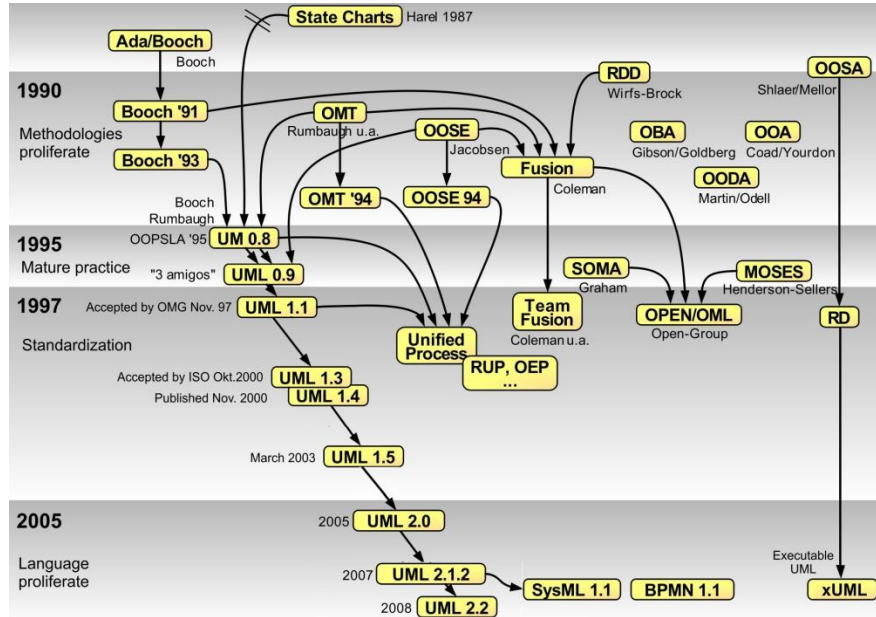 State Charts
Harel 1987
Ada/Booch
Booch
RDD
Wirfs-Brock
OOSA
Shlaer/Mellor
1990
Methodologies
proliferate
Booch '91
OMT
Rumbaugh u.a.
OOSE
Jacobsen
OBA
Gibson/Goldberg
OOA
Coad/Yourdon
Booch '93
Fusion
Coleman
OODA
Martin/Odell
OMT '94
OOSE 94
Booch
Rumbaugh
OOPSLA '95
UM 0.8
1995
Mature practice
"3 amigos"
UML 0.9
SOMA
Graham
MOSES
Henderson-Sellers
1997
Standardization
Accepted by OMG Nov. 97
UML 1.1
Team
Fusion
Coleman u.a.
OPEN/OML
Open-Group
RD
Unified
Process
RUP, OEP
...
Accepted by ISO Okt.2000
UML 1.3
Published Nov. 2000
UML 1.4
March 2003
UML 1.5
2005
Language
proliferate
2005
UML 2.0
2007
UML 2.1.2
2008
UML 2.2
SysML 1.1
BPMN 1.1
Executable
UML
xUML